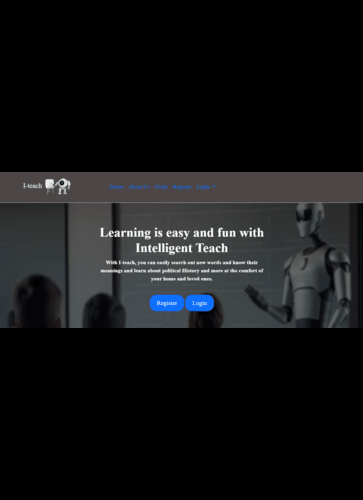 I-teach
Home About Us FAQs Register Login
Learning is easy and fun with
Intelligent Teach
With I-teach, you can easily search out new words and know their
meanings and learn about political History and more at the comfort of
your home and loved ones.
Register Login